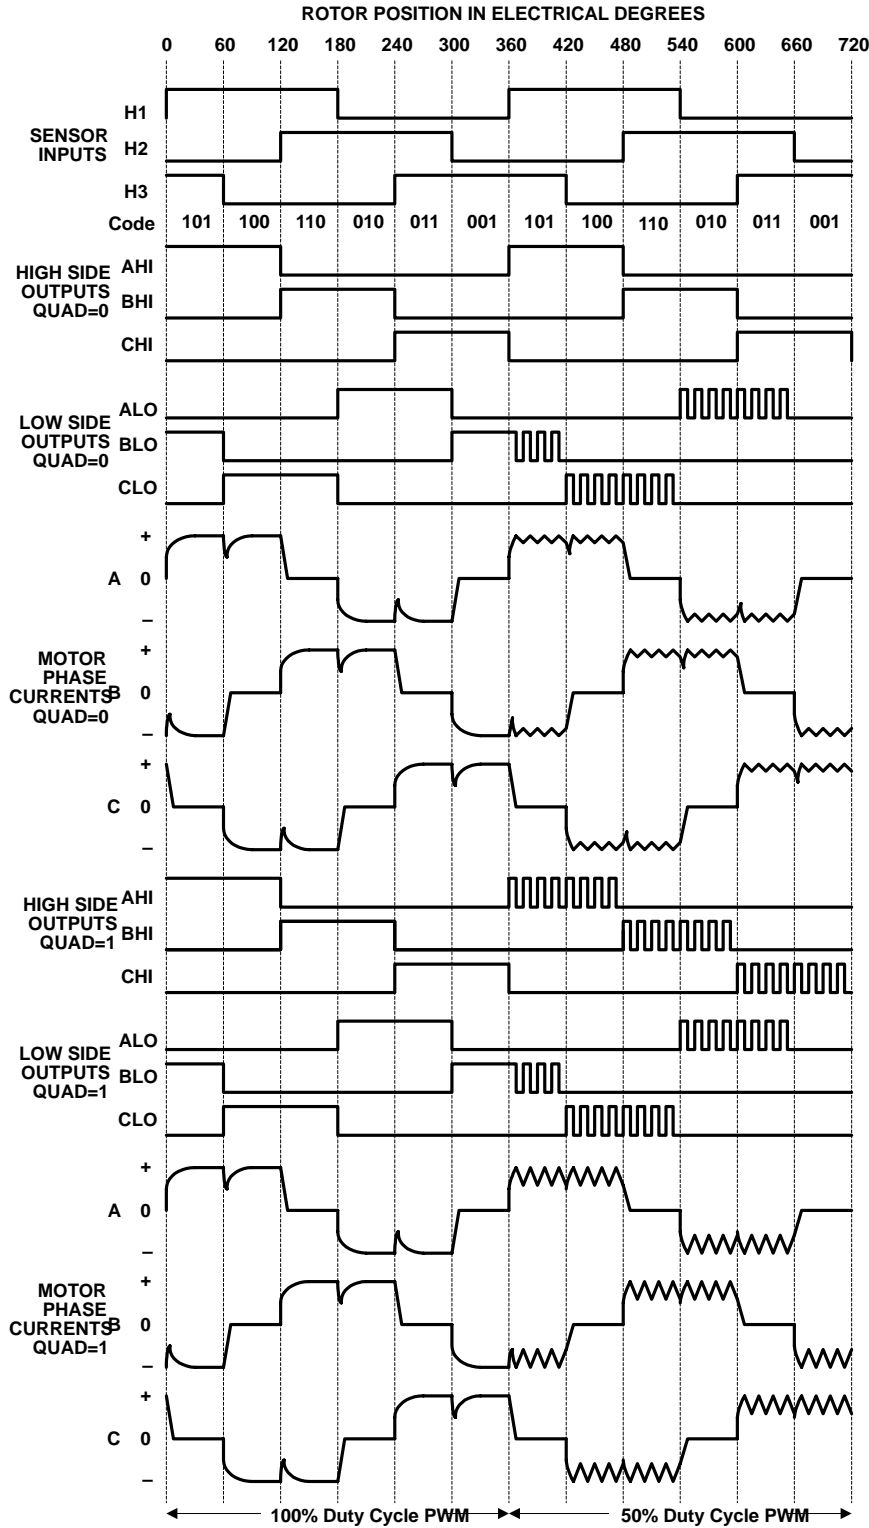 ROTOR POSITION IN ELECTRICAL DEGREES
0 60 120 180 240 300 360 420 480 540 600 660 720
H1
SENSOR
INPUTS
H2
H3
Code 101 100 110 010 011 001 101 100 110 010 011 001
HIGH SIDE
OUTPUTS
QUAD=0
AHI
BHI
CHI
LOW SIDE
OUTPUTS
QUAD=0
ALO
BLO
CLO
+
A 0
–
MOTOR
PHASE
CURRENTS
QUAD=0
+
B 0
–
+
C 0
–
HIGH SIDE
OUTPUTS
QUAD=1
AHI
BHI
CHI
LOW SIDE
OUTPUTS
QUAD=1
ALO
BLO
CLO
+
A 0
–
MOTOR
PHASE
CURRENTS
QUAD=1
+
B 0
–
+
C 0
–
100% Duty Cycle PWM 50% Duty Cycle PWM